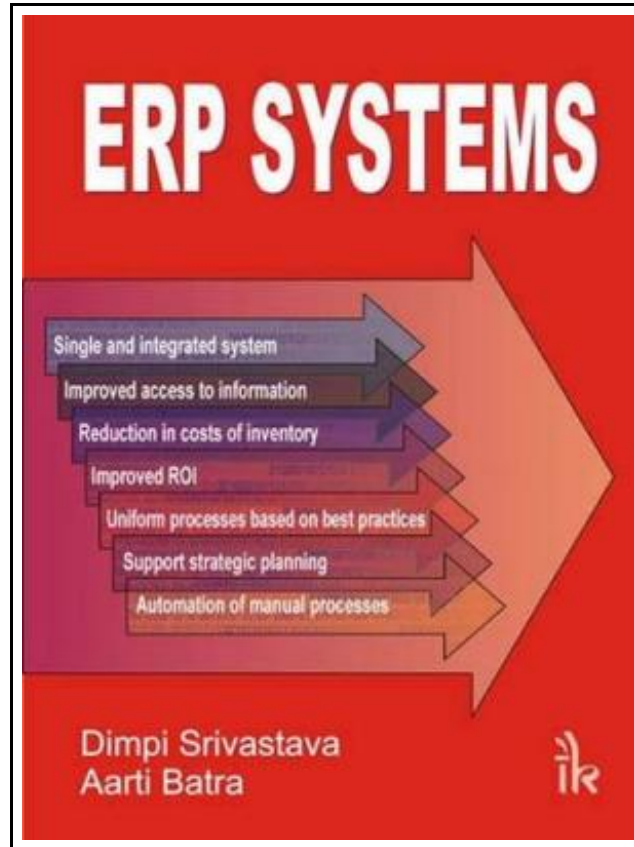 ERP SYSTEMS
Single and integrated system
Improved access to information
Reduction in costs of inventory
Improved ROI
Uniform processes based on best practices
Support strategic planning
Automation of manual processes
Dimpi Srivastava
Aarti Batra
ik